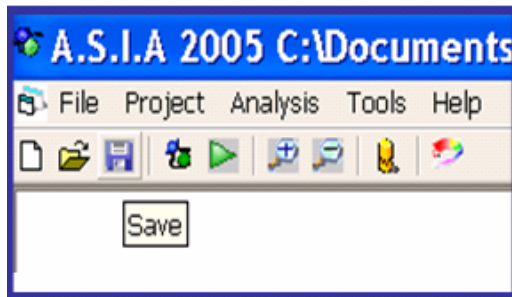 A.S.I.A 2005 C:\Documents
File Project Analysis Tools Help
Save